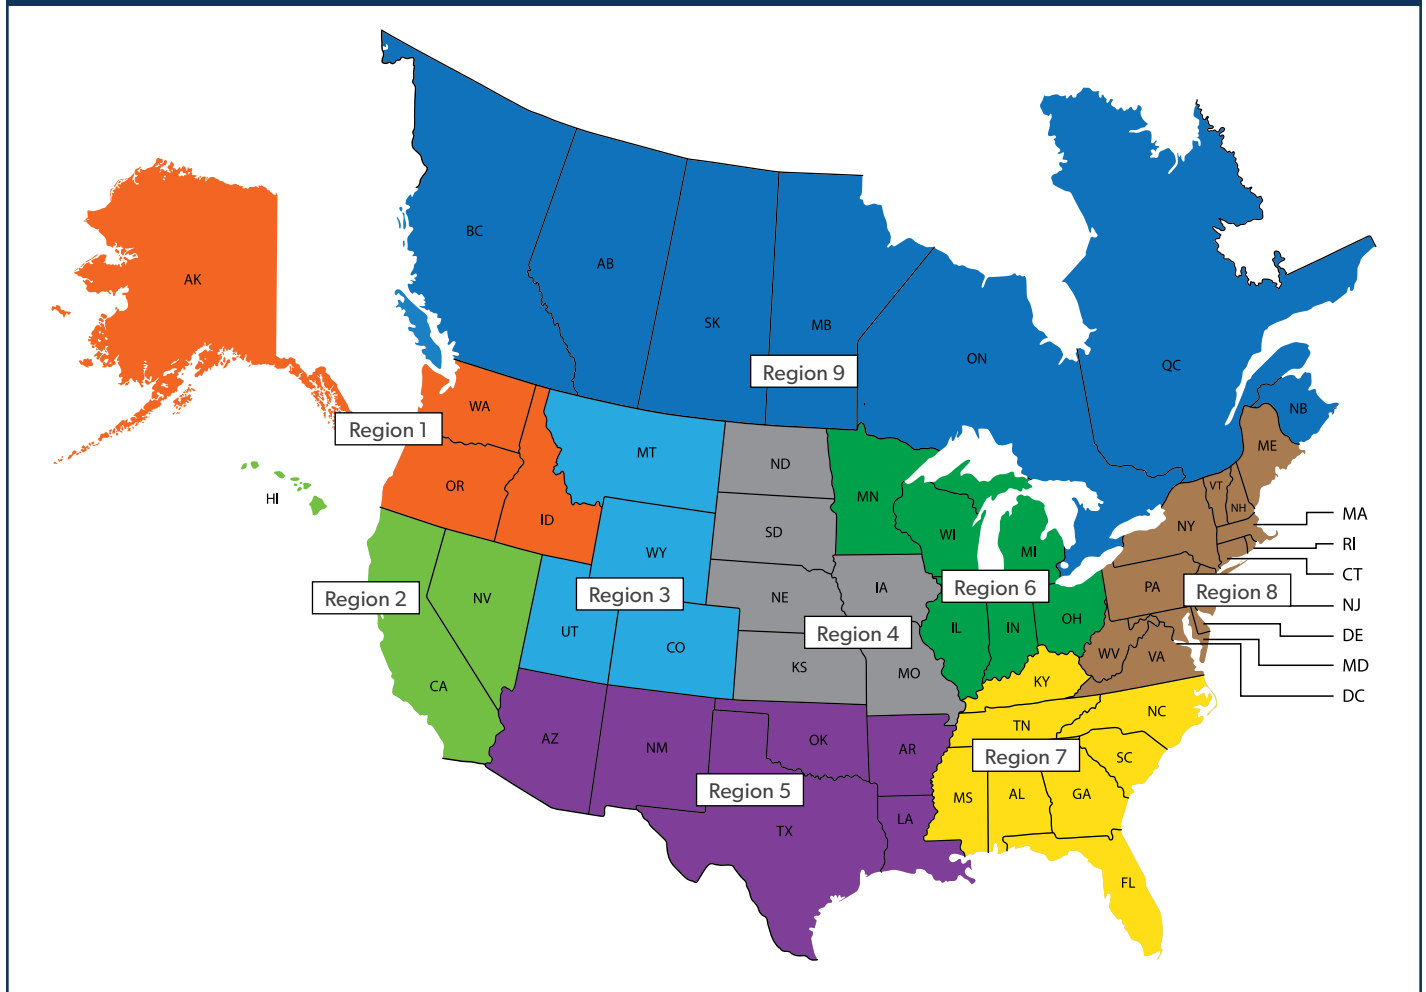 BC
AB
SK
MB
ON
QC
NB
Region 9
AK
WA
OR
ID
Region 1
HI
NV
CA
Region 2
MT
WY
UT
CO
Region 3
ND
SD
NE
KS
IA
MO
Region 4
AZ
NM
OK
TX
AR
LA
Region 5
MN
WI
MI
IL
IN
OH
Region 6
KY
TN
NC
SC
MS
AL
GA
FL
Region 7
ME
VT
NH
NY
PA
WV
VA
Region 8
MA
RI
CT
NJ
DE
MD
DC